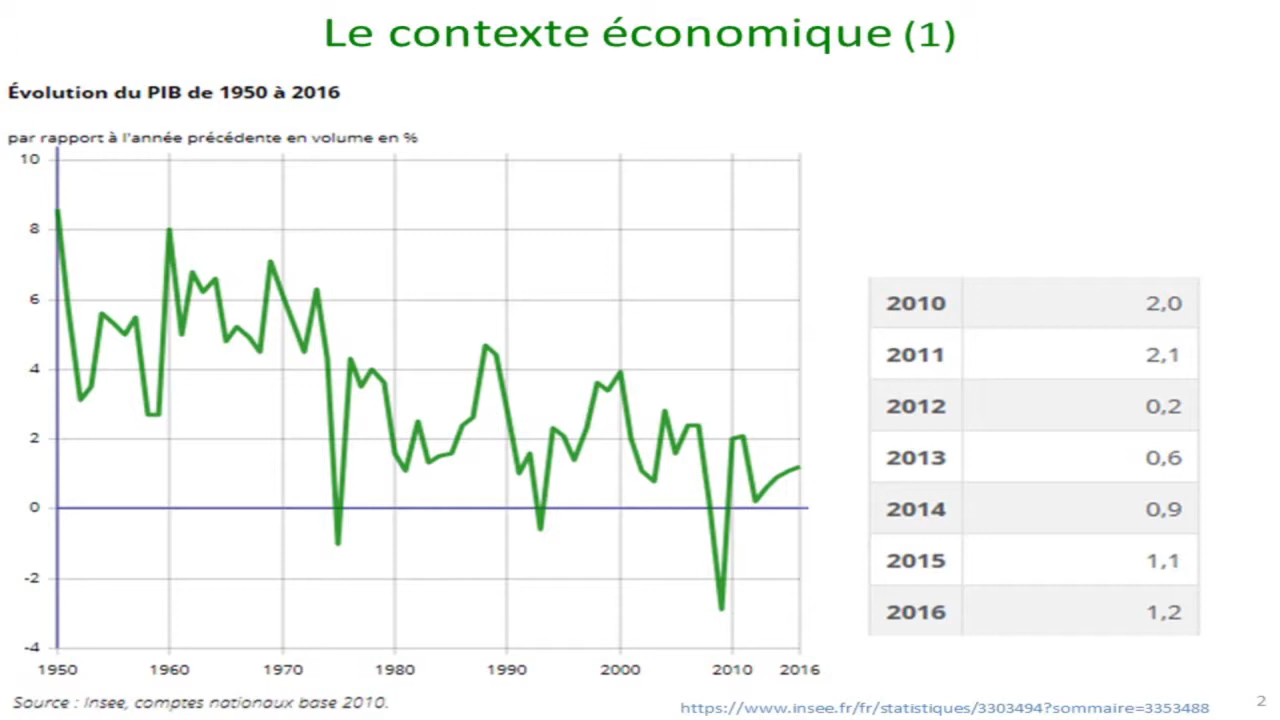 Le contexte économique (1)
Évolution du PIB de 1950 à 2016
par rapport à l'année précédente en volume en %
10
8
6
4
2
0
-2
-4
1950 1960 1970 1980 1990 2000 2010 2016
2010 2,0
2011 2,1
2012 0,2
2013 0,6
2014 0,9
2015 1,1
2016 1,2
Source : Insee, comptes nationaux base 2010.
https://www.insee.fr/fr/statistiques/3303494?sommaire=3353488
2